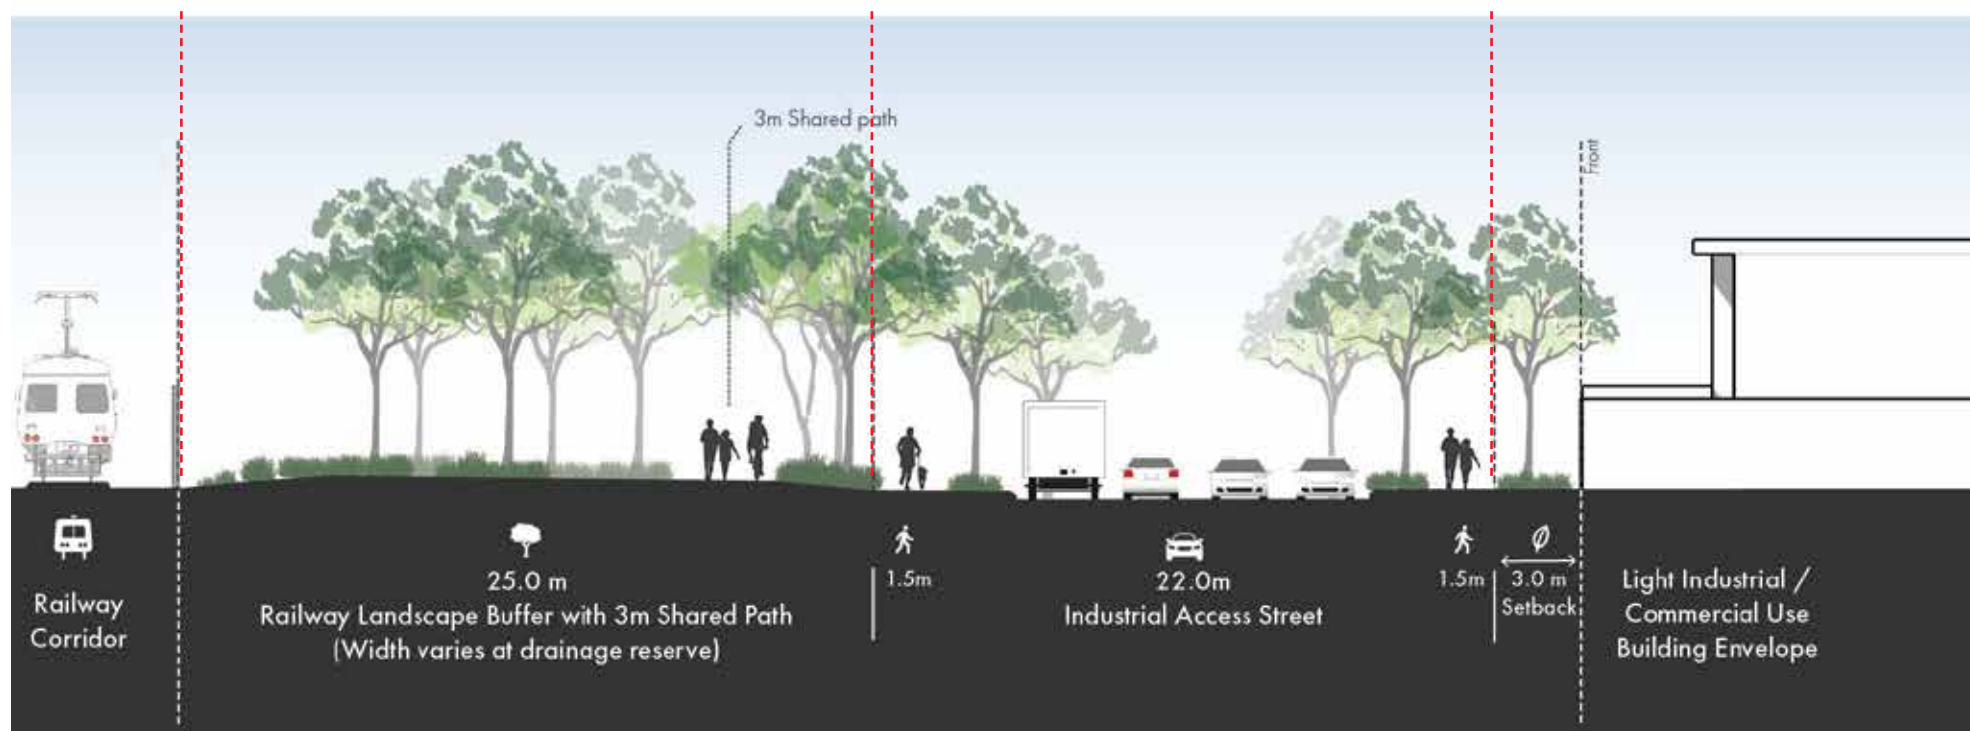 3m Shared path
Front
Railway
Corridor
25.0 m
Railway Landscape Buffer with 3m Shared Path
(Width varies at drainage reserve)
1.5m
22.0m
Industrial Access Street
1.5m
3.0 m
Setback
Light Industrial /
Commercial Use
Building Envelope